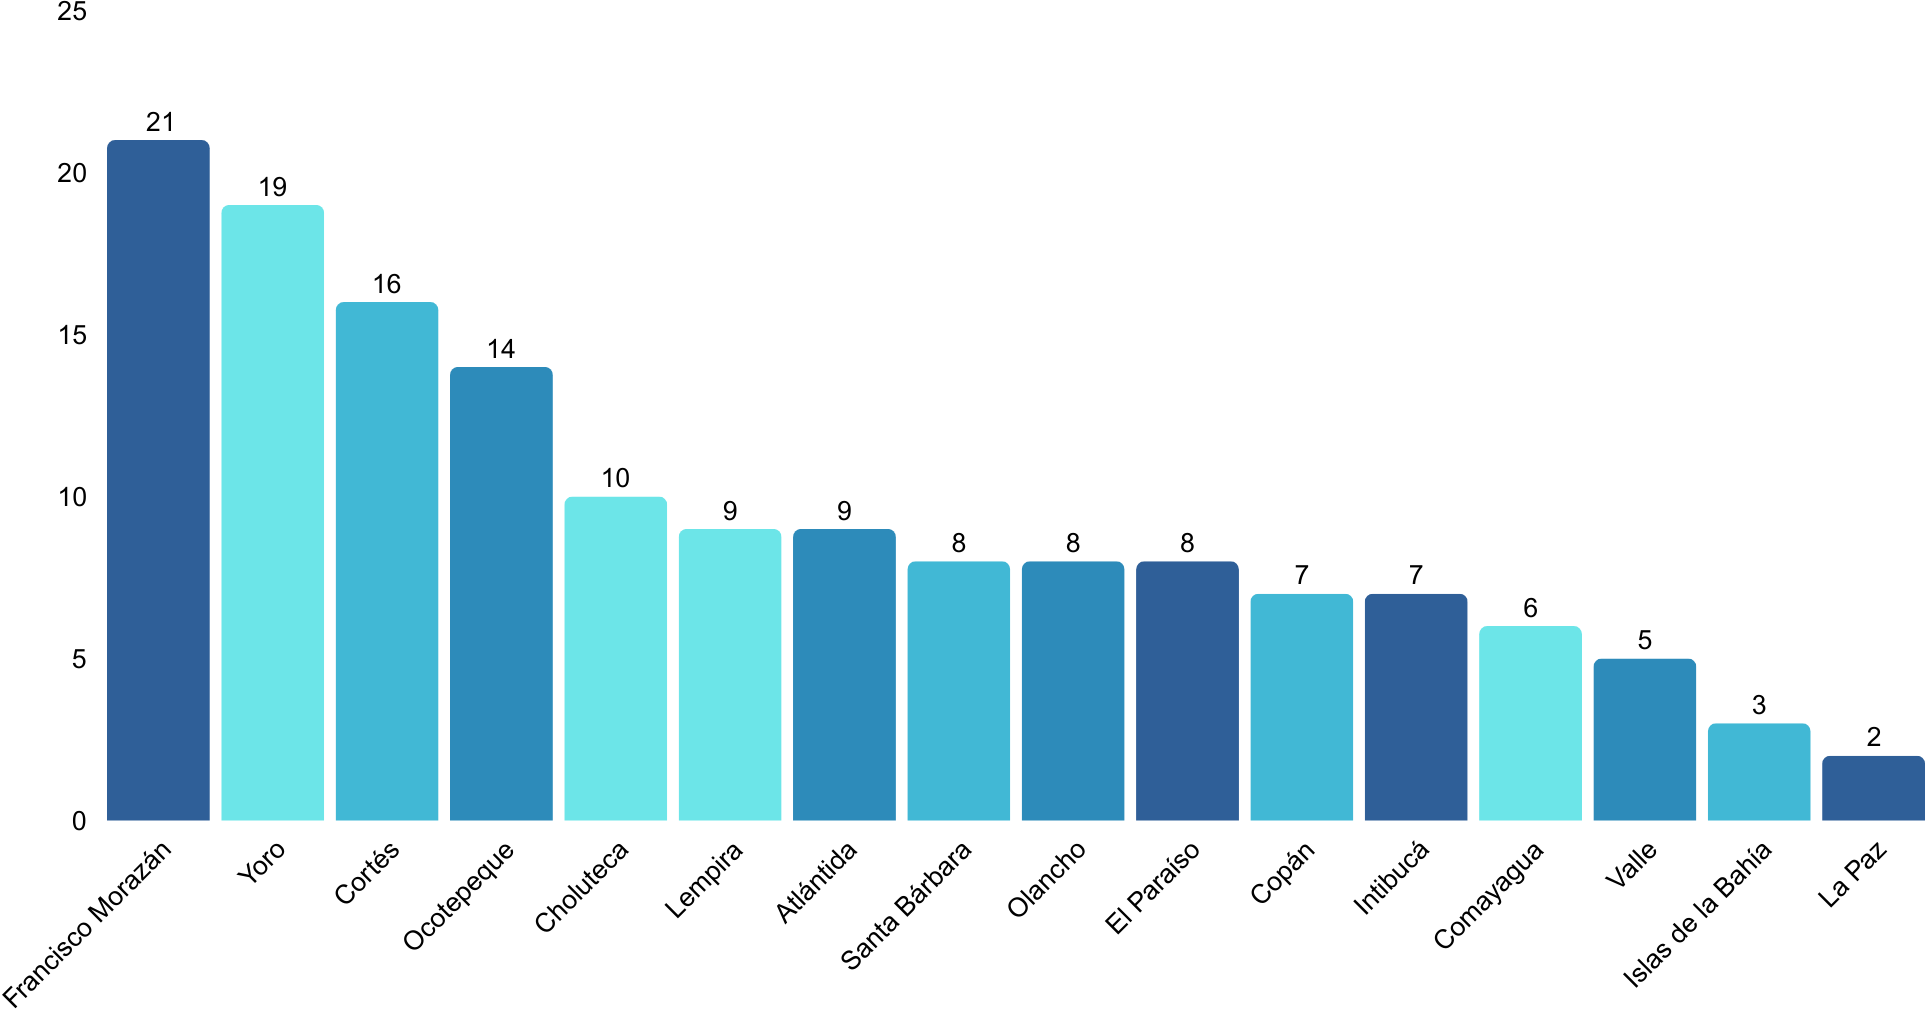 25
20
15
10
5
0
21
19
16
14
10
9
9
8
8
8
7
7
6
5
3
2
Francisco Morazán
Yoro
Cortés
Ocotepeque
Choluteca
Lempira
Atlántida
Santa Bárbara
Olancho
El Paraíso
Copán
Intibucá
Comayagua
Valle
Islas de la Bahía
La Paz